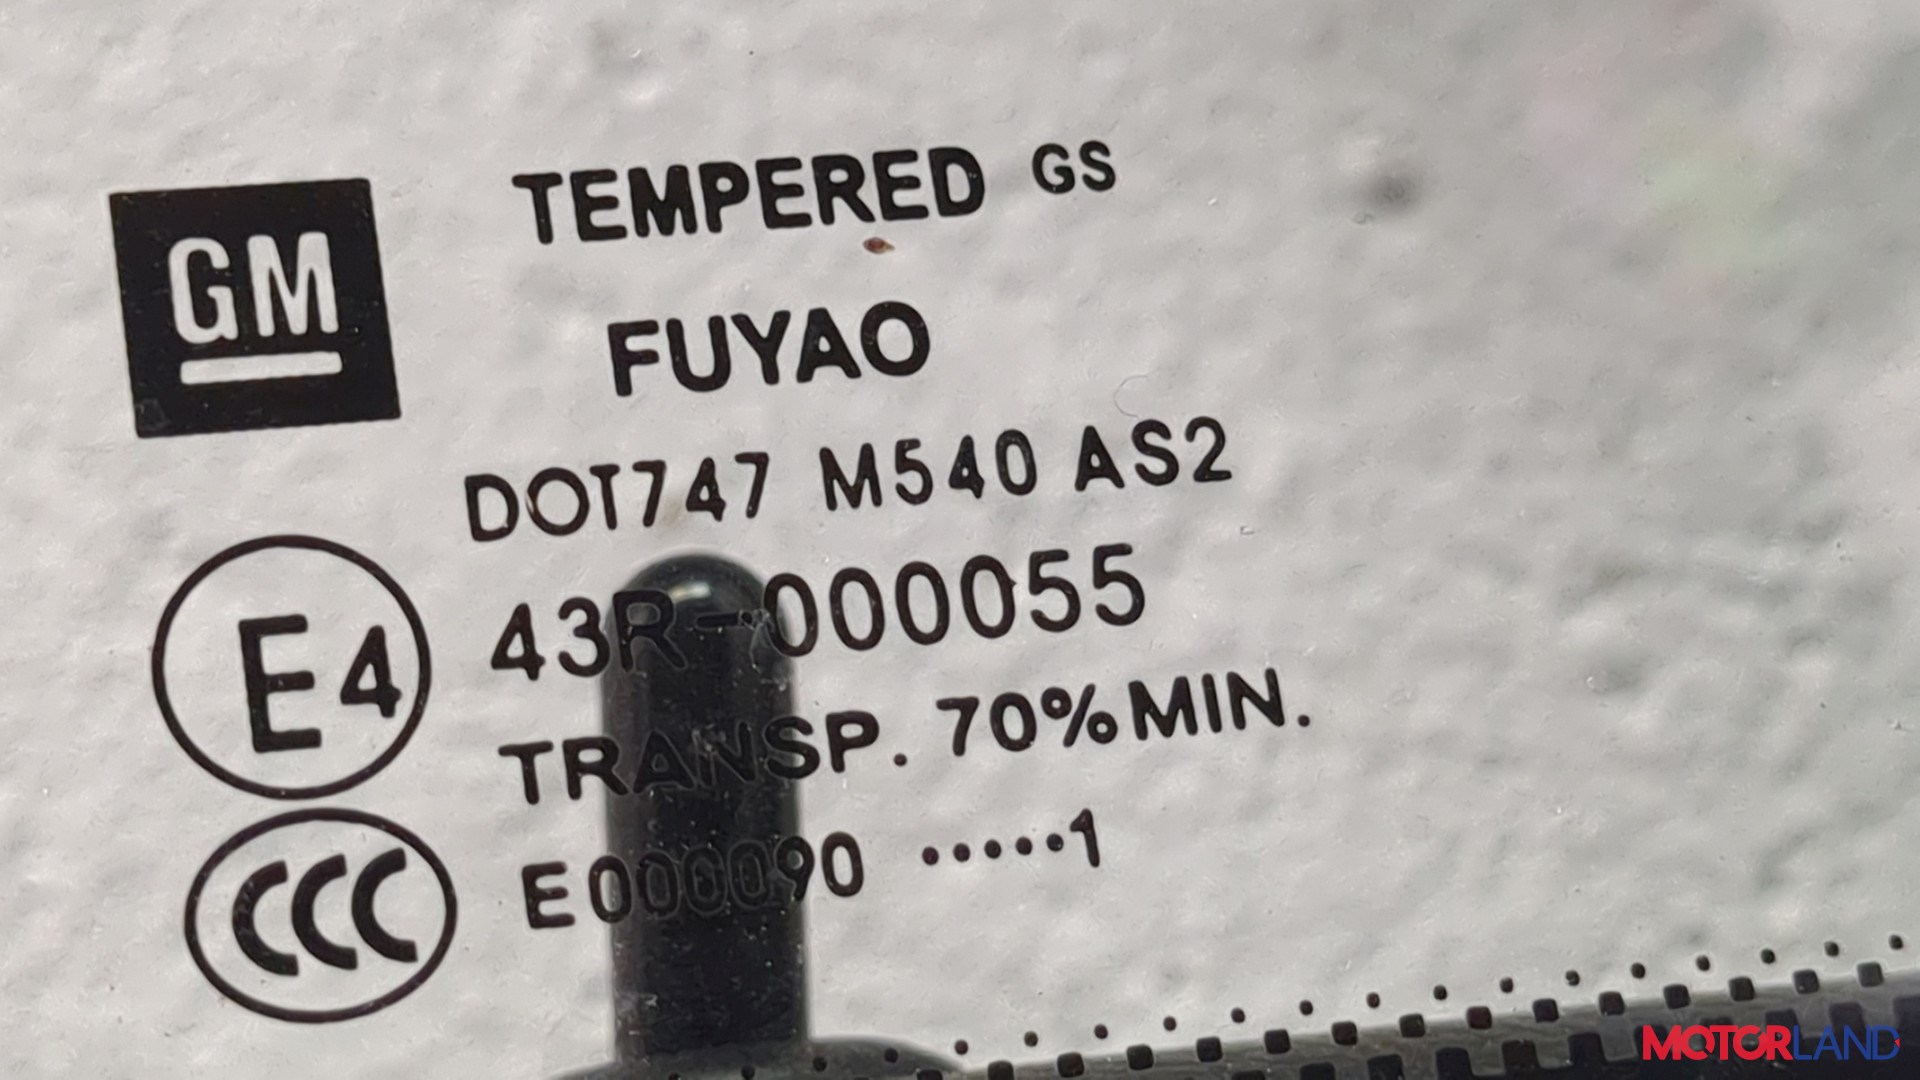 GM
TEMPERED GS
FUYAO
DOT747 M540 AS2
E4
43R-000055
TRANSP. 70%MIN.
CCC
E000090 ·····1
MOTORLAND